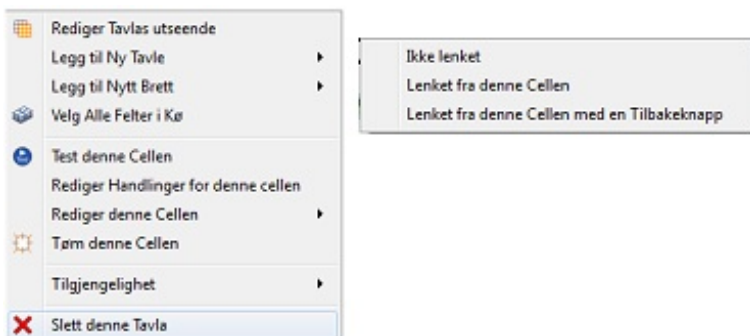 Rediger Tavlas utseende
Legg til Ny Tavle
Legg til Nytt Brett
Velg Alle Felter i Kø
Test denne Cellen
Rediger Handlinger for denne cellen
Rediger denne Cellen
Tøm denne Cellen
Tilgjengelighet
Slett denne Tavla
Ikke lenket
Lenket fra denne Cellen
Lenket fra denne Cellen med en Tilbakeknapp